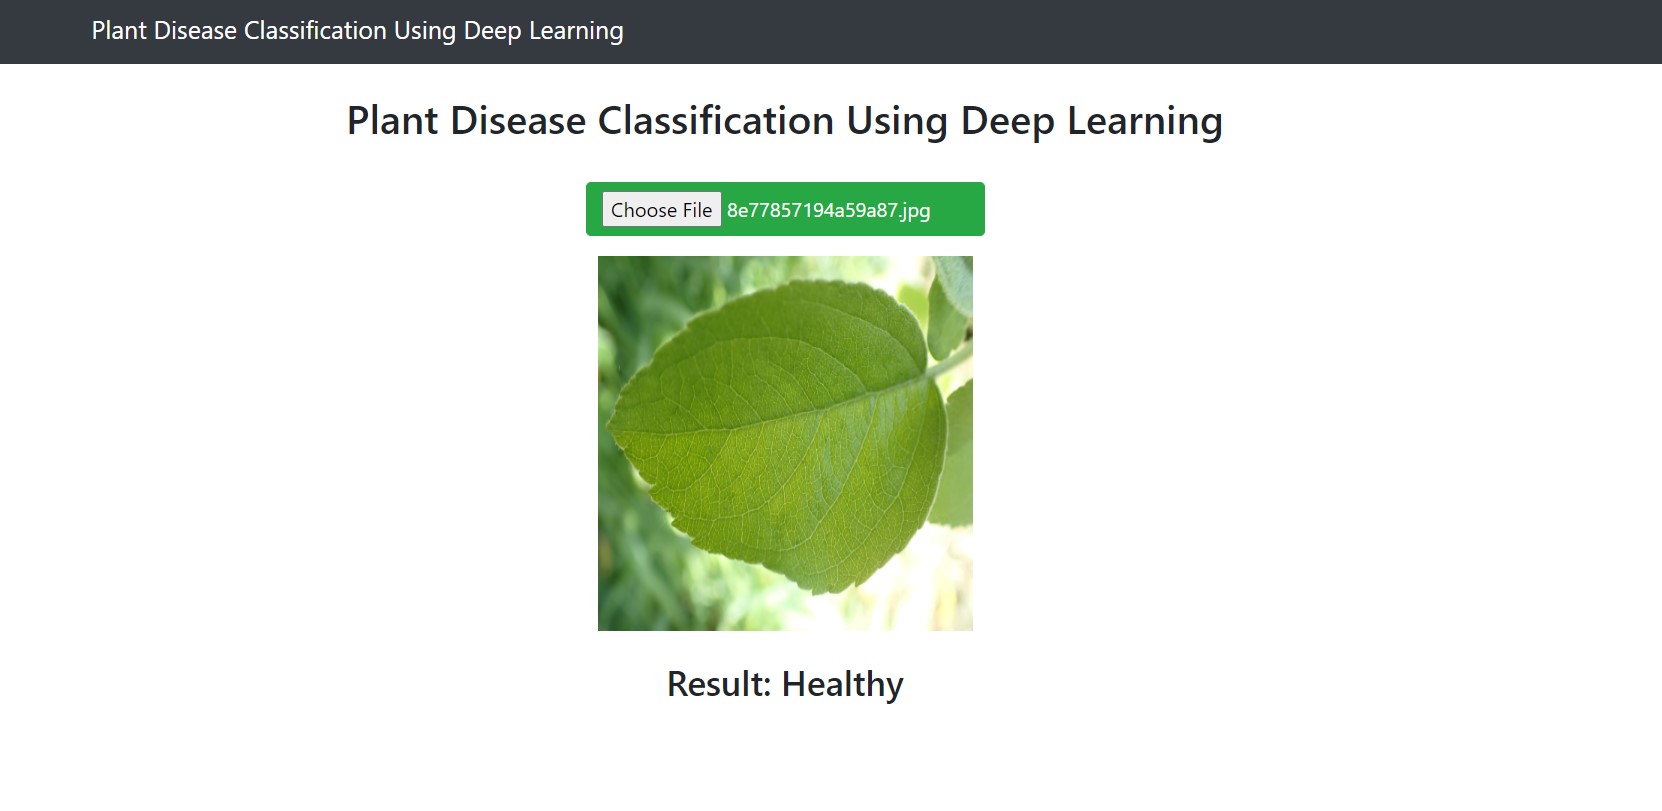 Plant Disease Classification Using Deep Learning
Plant Disease Classification Using Deep Learning
Choose File 8e77857194a59a87.jpg
Result: Healthy